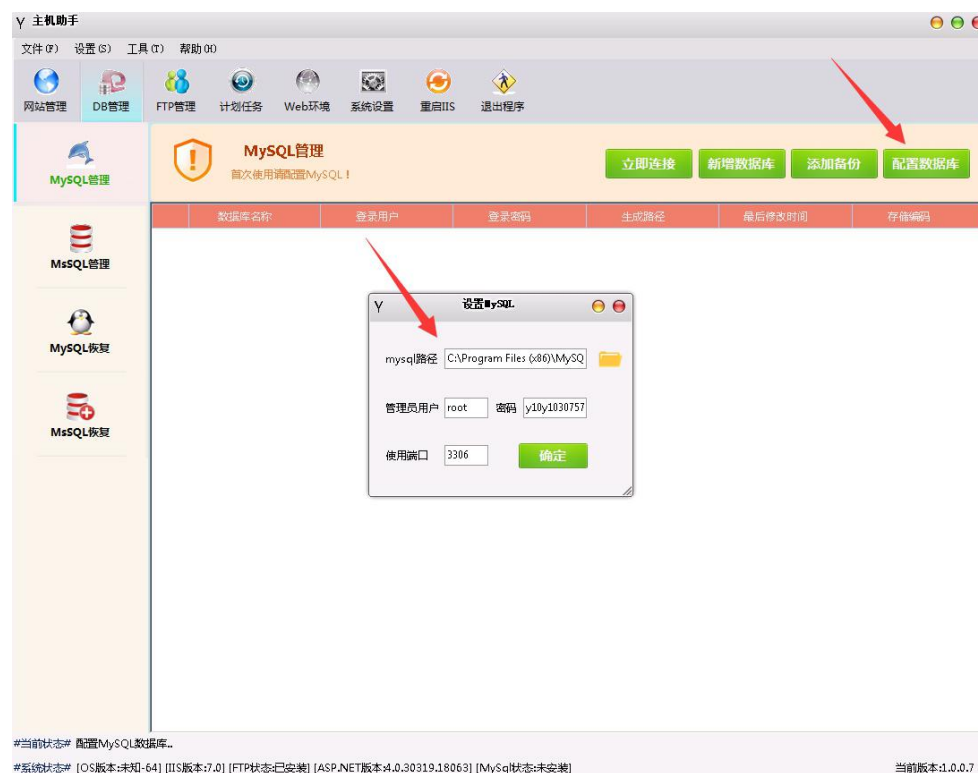 主机助手
文件(F) 设置(S) 工具(T) 帮助(H)
网站管理 DB管理 FTP管理 计划任务 Web环境 系统设置 重启IIS 退出程序
MySQL管理
首次使用请配置MySQL!
立即连接 新增数据库 添加备份 配置数据库
MySQL管理
数据库名称 登录用户 登录密码 生成路径 最后修改时间 存储编码
MsSQL管理
MySQL恢复
MsSQL恢复
设置MySQL
mysql路径 C:\Program Files (x86)\MySQ
管理员用户 root 密码 y10y1030757
使用端口 3306 确定
#当前状态# 配置MySQL数据库..
#系统状态# [OS版本:未知-64] [IIS版本:7.0] [FTP状态:已安装] [ASP.NET版本:4.0.30319.18063] [MySql状态:未安装] 当前版本:1.0.0.7